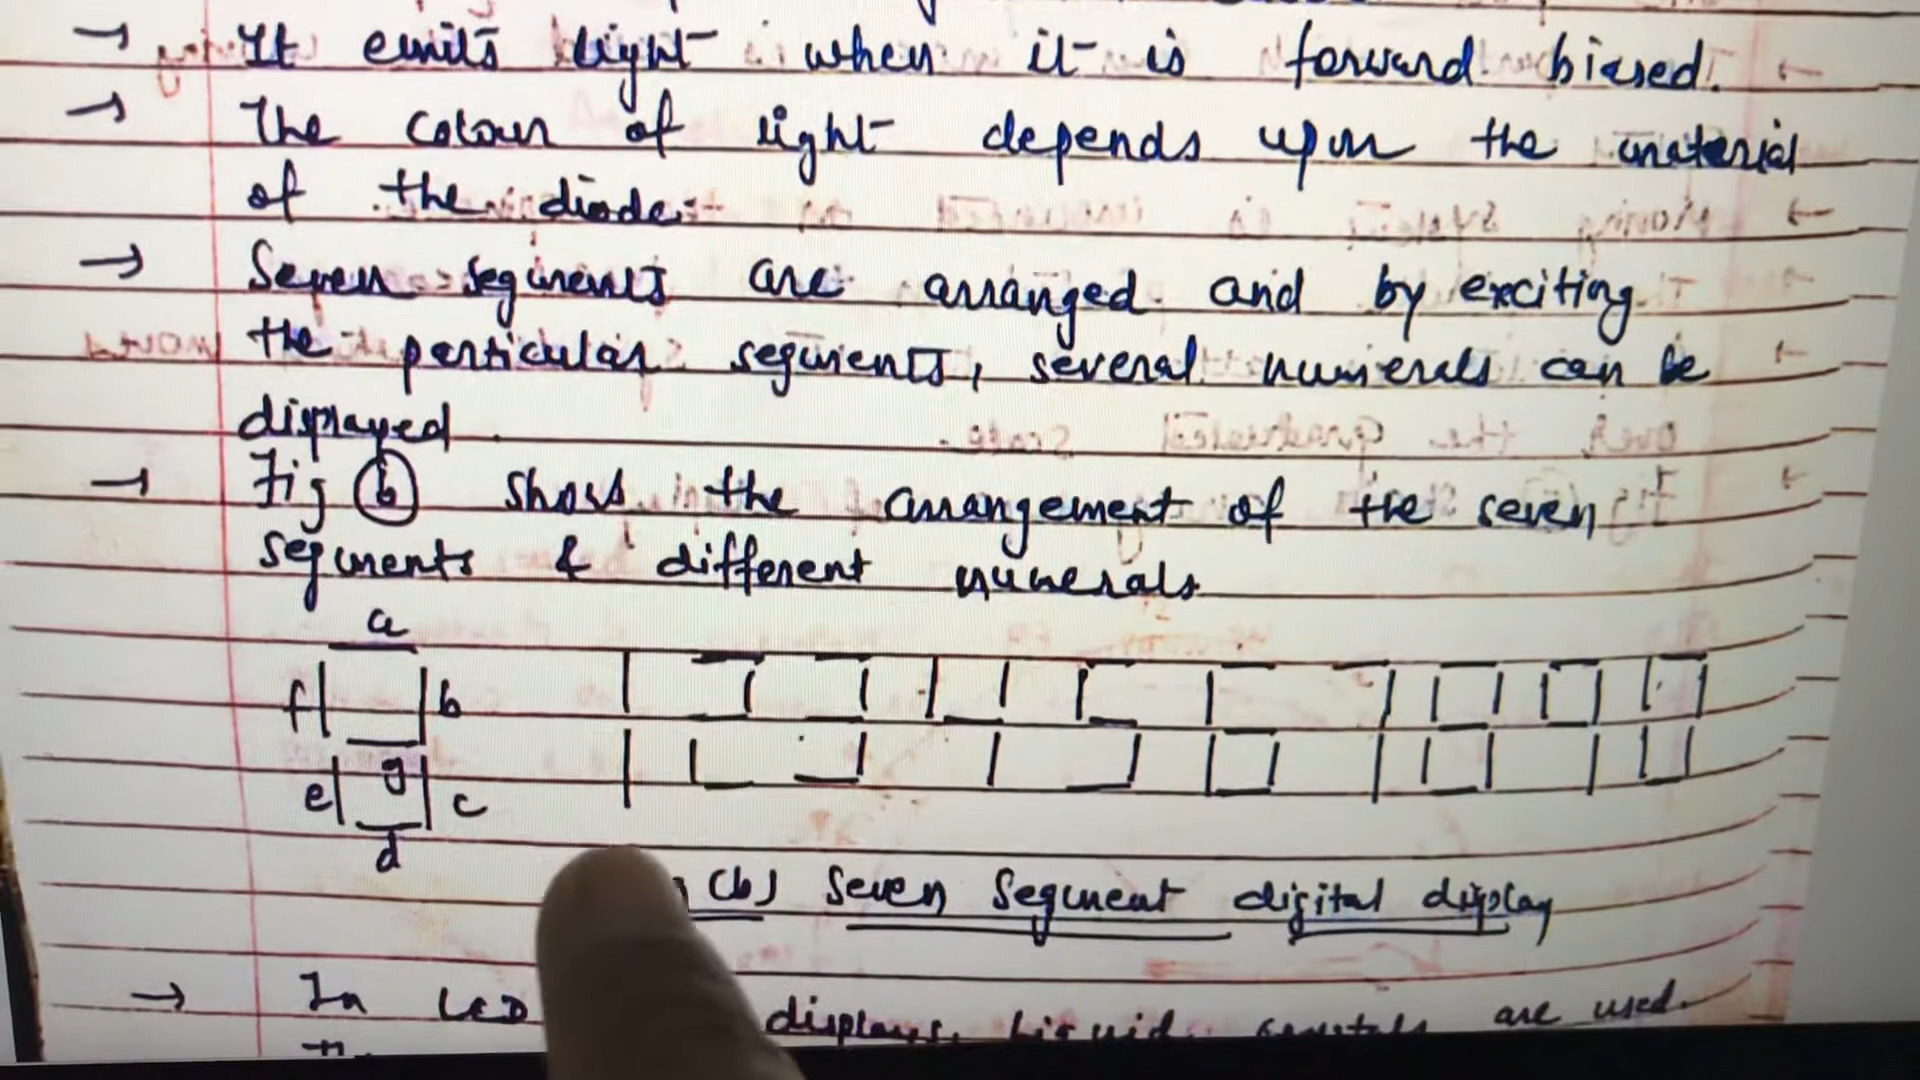 → It emits light when it is forward biased.
→ The colour of light depends upon the material
of the diode.
→ Seven segments are arranged and by exciting
the particular segments, several numerals can be
displayed.
→ Fig (b) shows the arrangement of the seven
segments & different numerals
a
f b
g
e c
d
(b) Seven Segment digital display
→ In LCD displays, liquid crystals are used.